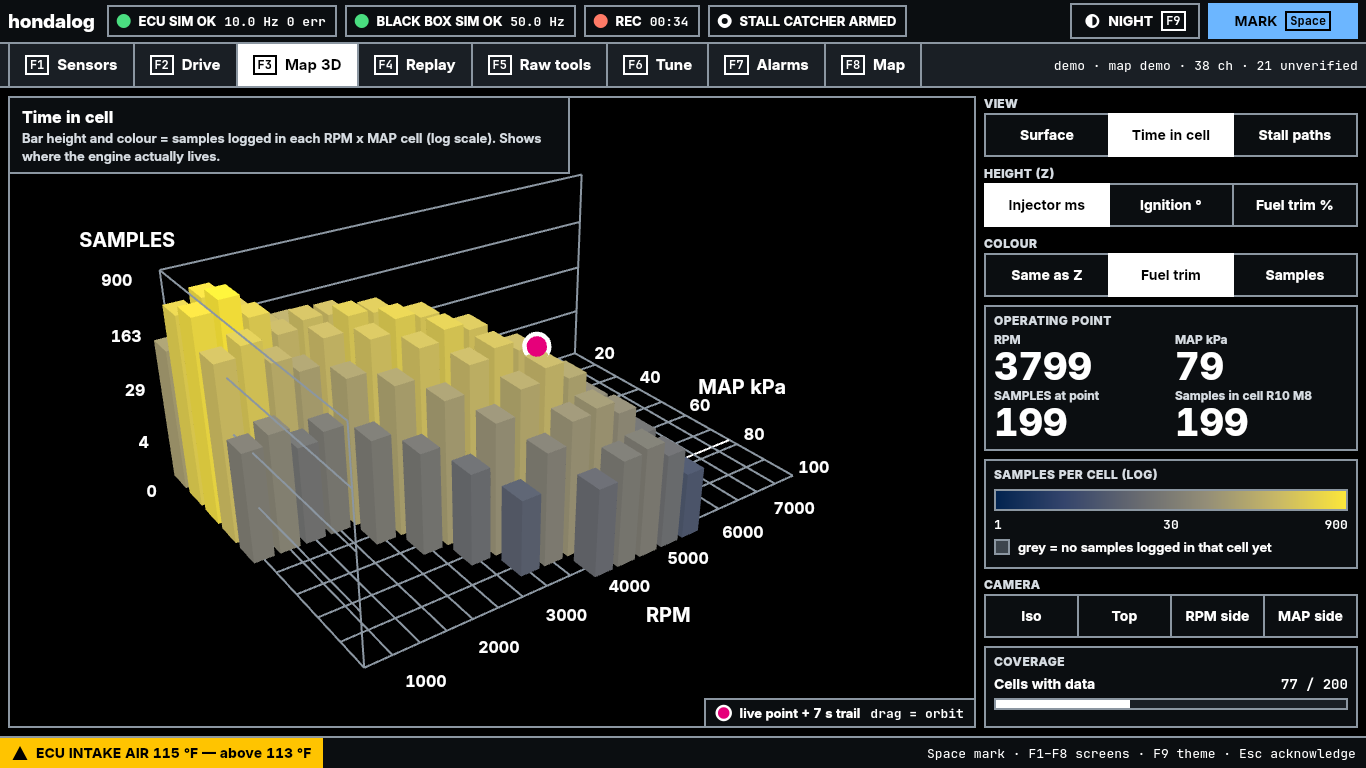 hondalog
ECU SIM OK 10.0 Hz 0 err
BLACK BOX SIM OK 50.0 Hz
REC 00:34
STALL CATCHER ARMED
NIGHT F9
MARK Space
F1 Sensors
F2 Drive
F3 Map 3D
F4 Replay
F5 Raw tools
F6 Tune
F7 Alarms
F8 Map
demo · map demo · 38 ch · 21 unverified
Time in cell
Bar height and colour = samples logged in each RPM x MAP cell (log scale). Shows
where the engine actually lives.
SAMPLES
900
163
29
4
0
20
40
60
80
100
MAP kPa
7000
6000
5000
4000
3000
2000
1000
RPM
live point + 7 s trail drag = orbit
VIEW
Surface
Time in cell
Stall paths
HEIGHT (Z)
Injector ms
Ignition °
Fuel trim %
COLOUR
Same as Z
Fuel trim
Samples
OPERATING POINT
RPM
MAP kPa
3799
79
SAMPLES at point
Samples in cell R10 M8
199
199
SAMPLES PER CELL (LOG)
1
30
900
grey = no samples logged in that cell yet
CAMERA
Iso
Top
RPM side
MAP side
COVERAGE
Cells with data
77 / 200
ECU INTAKE AIR 115 °F — above 113 °F
Space mark · F1–F8 screens · F9 theme · Esc acknowledge